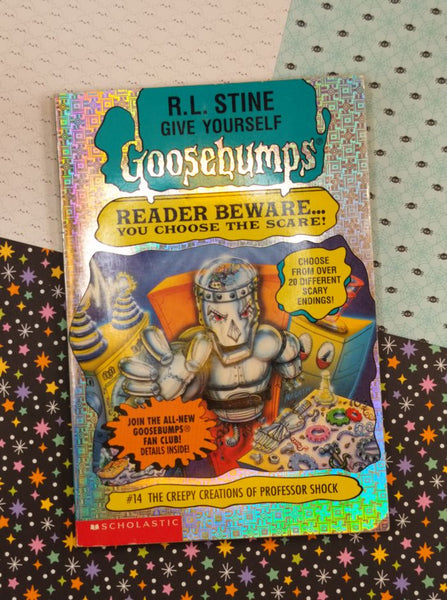 R.L. STINE
GIVE YOURSELF
Goosebumps®
READER BEWARE...
YOU CHOOSE THE SCARE!
CHOOSE
FROM OVER
20 DIFFERENT
SCARY
ENDINGS!
JOIN THE ALL-NEW
GOOSEBUMPS®
FAN CLUB!
DETAILS INSIDE!
#14 THE CREEPY CREATIONS OF PROFESSOR SHOCK
SCHOLASTIC